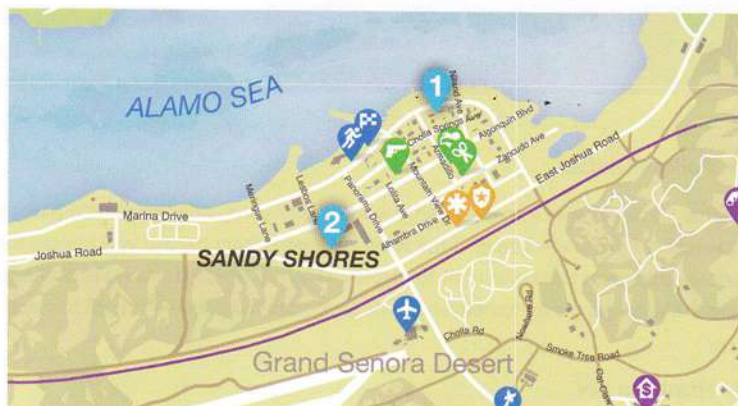 ALAMO SEA
1
Niland Ave
Cholla Springs Ave
Algonquin Blvd
Armadillo
Zancudo Ave
East Joshua Road
Mountain View Dr
Lolita Ave
Panorama Drive
Lesbos Lane
Meringue Lane
Marina Drive
2
Alhambra Drive
Joshua Road
SANDY SHORES
Cholla Rd
Nowhere Rd
Smoke Tree Road
Grand Senora Desert
S